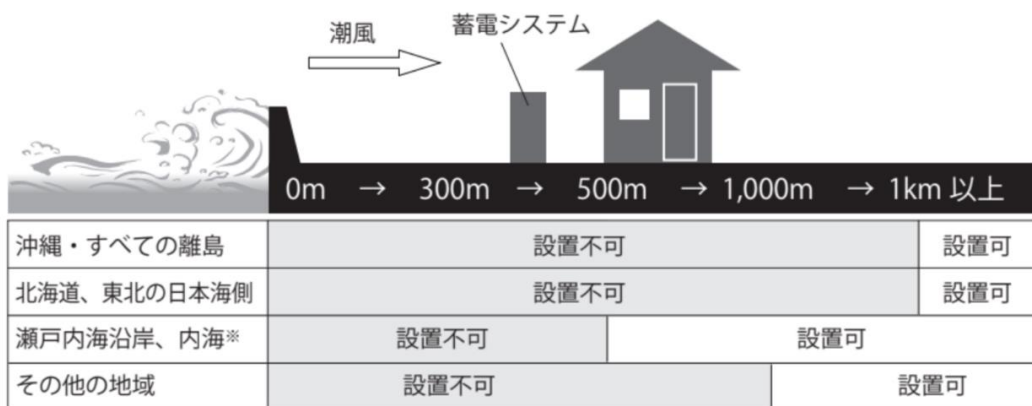 潮風
蓄電システム
0m → 300m → 500m → 1,000m → 1km 以上
沖縄・すべての離島 設置不可 設置可
北海道、東北の日本海側 設置不可 設置可
瀬戸内海沿岸、内海※ 設置不可 設置可
その他の地域 設置不可 設置可